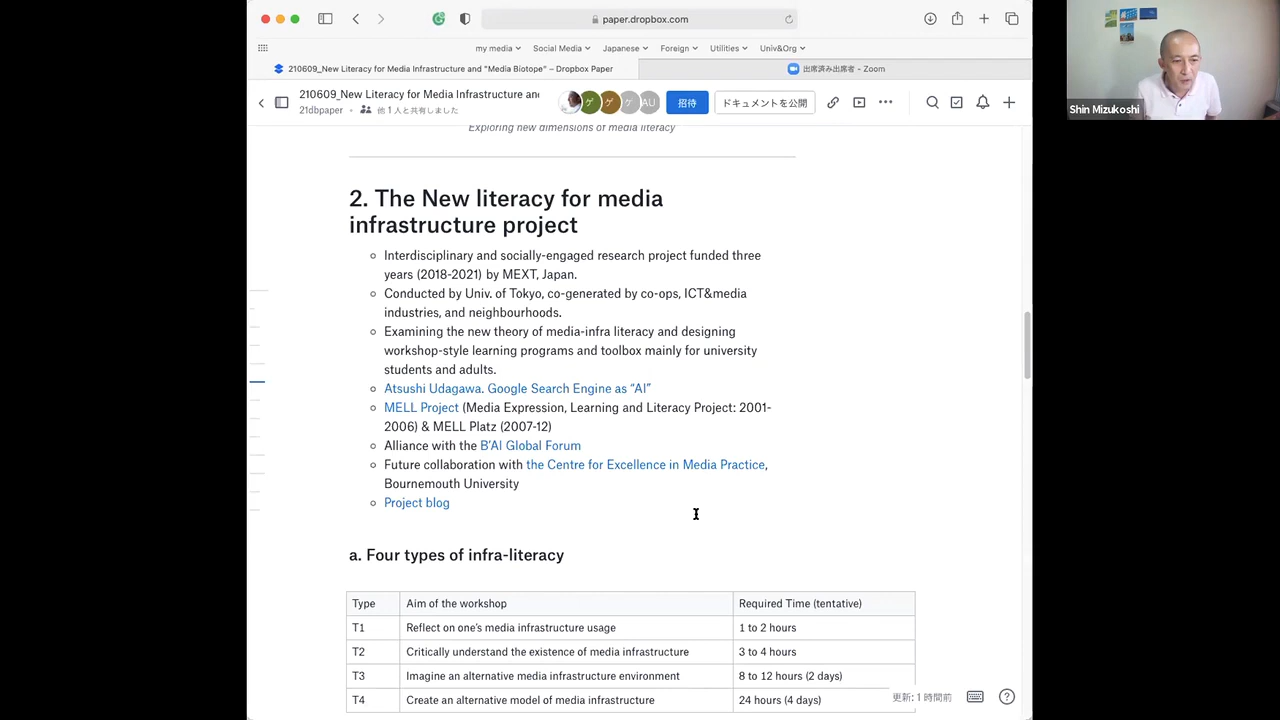 paper.dropbox.com
my media
Social Media
Japanese
Foreign
Utilities
Univ&Org
210609_New Literacy for Media Infrastructure and "Media Biotope" – Dropbox Paper
出席済み出席者 - Zoom
210609_New Literacy for Media Infrastructure and
21dbpaper • 他 1 人と共有しました
ゲ
ゲ
ゲ
AU
招待
ドキュメントを公開
Shin Mizukoshi
Exploring new dimensions of media literacy
2. The New literacy for media
infrastructure project
Interdisciplinary and socially-engaged research project funded three
years (2018-2021) by MEXT, Japan.
Conducted by Univ. of Tokyo, co-generated by co-ops, ICT&media
industries, and neighbourhoods.
Examining the new theory of media-infra literacy and designing
workshop-style learning programs and toolbox mainly for university
students and adults.
Atsushi Udagawa. Google Search Engine as “AI”
MELL Project (Media Expression, Learning and Literacy Project: 2001-
2006) & MELL Platz (2007-12)
Alliance with the B’AI Global Forum
Future collaboration with the Centre for Excellence in Media Practice,
Bournemouth University
Project blog
a. Four types of infra-literacy
Type Aim of the workshop Required Time (tentative)
T1 Reflect on one’s media infrastructure usage 1 to 2 hours
T2 Critically understand the existence of media infrastructure 3 to 4 hours
T3 Imagine an alternative media infrastructure environment 8 to 12 hours (2 days)
T4 Create an alternative model of media infrastructure 24 hours (4 days)
更新: 1 時間前